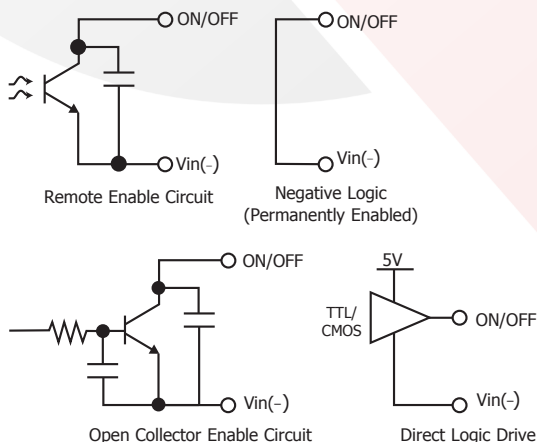 ON/OFF
Vin(–)
Remote Enable Circuit
ON/OFF
Vin(–)
Negative Logic
(Permanently Enabled)
ON/OFF
Vin(–)
Open Collector Enable Circuit
5V
TTL/
CMOS
ON/OFF
Vin(–)
Direct Logic Drive